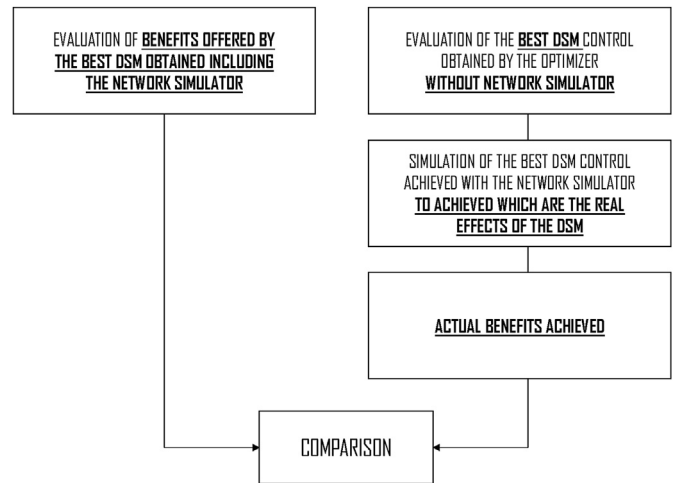 EVALUATION OF BENEFITS OFFERED BY
THE BEST DSM OBTAINED INCLUDING
THE NETWORK SIMULATOR
EVALUATION OF THE BEST DSM CONTROL
OBTAINED BY THE OPTIMIZER
WITHOUT NETWORK SIMULATOR
SIMULATION OF THE BEST DSM CONTROL
ACHIEVED WITH THE NETWORK SIMULATOR
TO ACHIEVED WHICH ARE THE REAL
EFFECTS OF THE DSM
ACTUAL BENEFITS ACHIEVED
COMPARISON